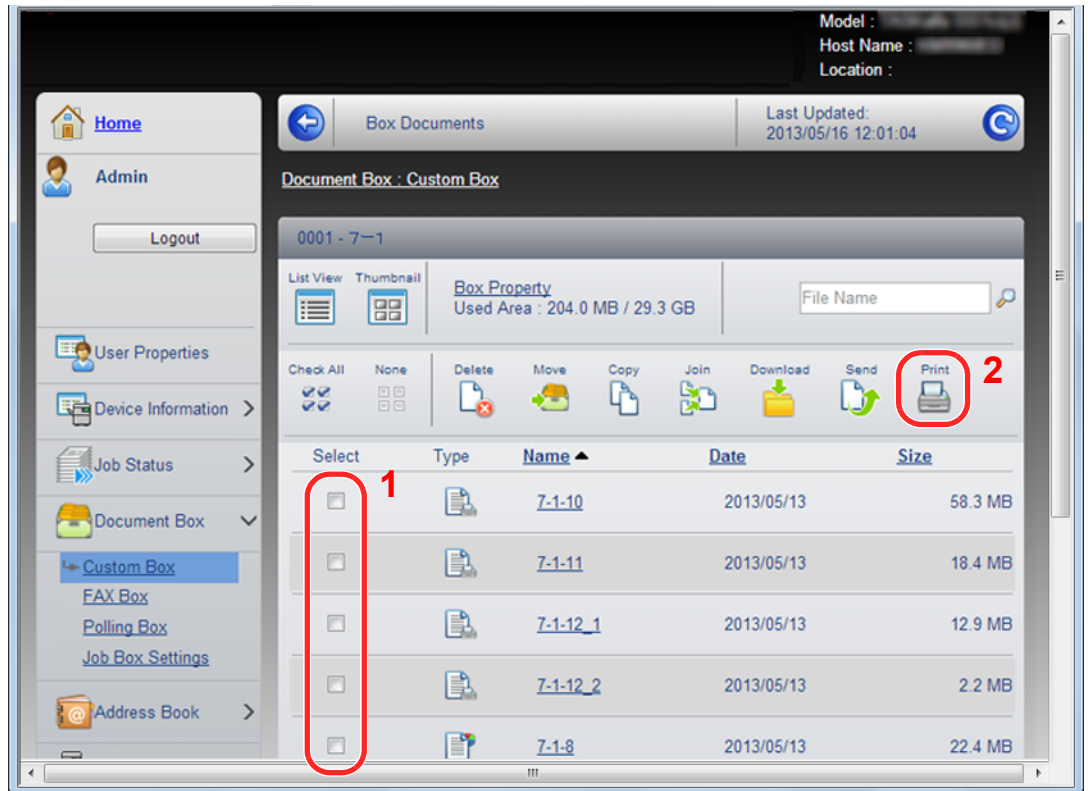 Model :
Host Name :
Location :
Home
Box Documents
Last Updated:
2013/05/16 12:01:04
Admin
Document Box : Custom Box
Logout
0001 - 7ー1
List View Thumbnail
Box Property
Used Area : 204.0 MB / 29.3 GB
File Name
User Properties
Check All None Delete Move Copy Join Download Send Print 2
Device Information
Select Type Name Date Size
Job Status
1
7-1-10 2013/05/13 58.3 MB
Document Box
Custom Box
7-1-11 2013/05/13 18.4 MB
FAX Box
Polling Box
7-1-12_1 2013/05/13 12.9 MB
Job Box Settings
7-1-12_2 2013/05/13 2.2 MB
Address Book
7-1-8 2013/05/13 22.4 MB